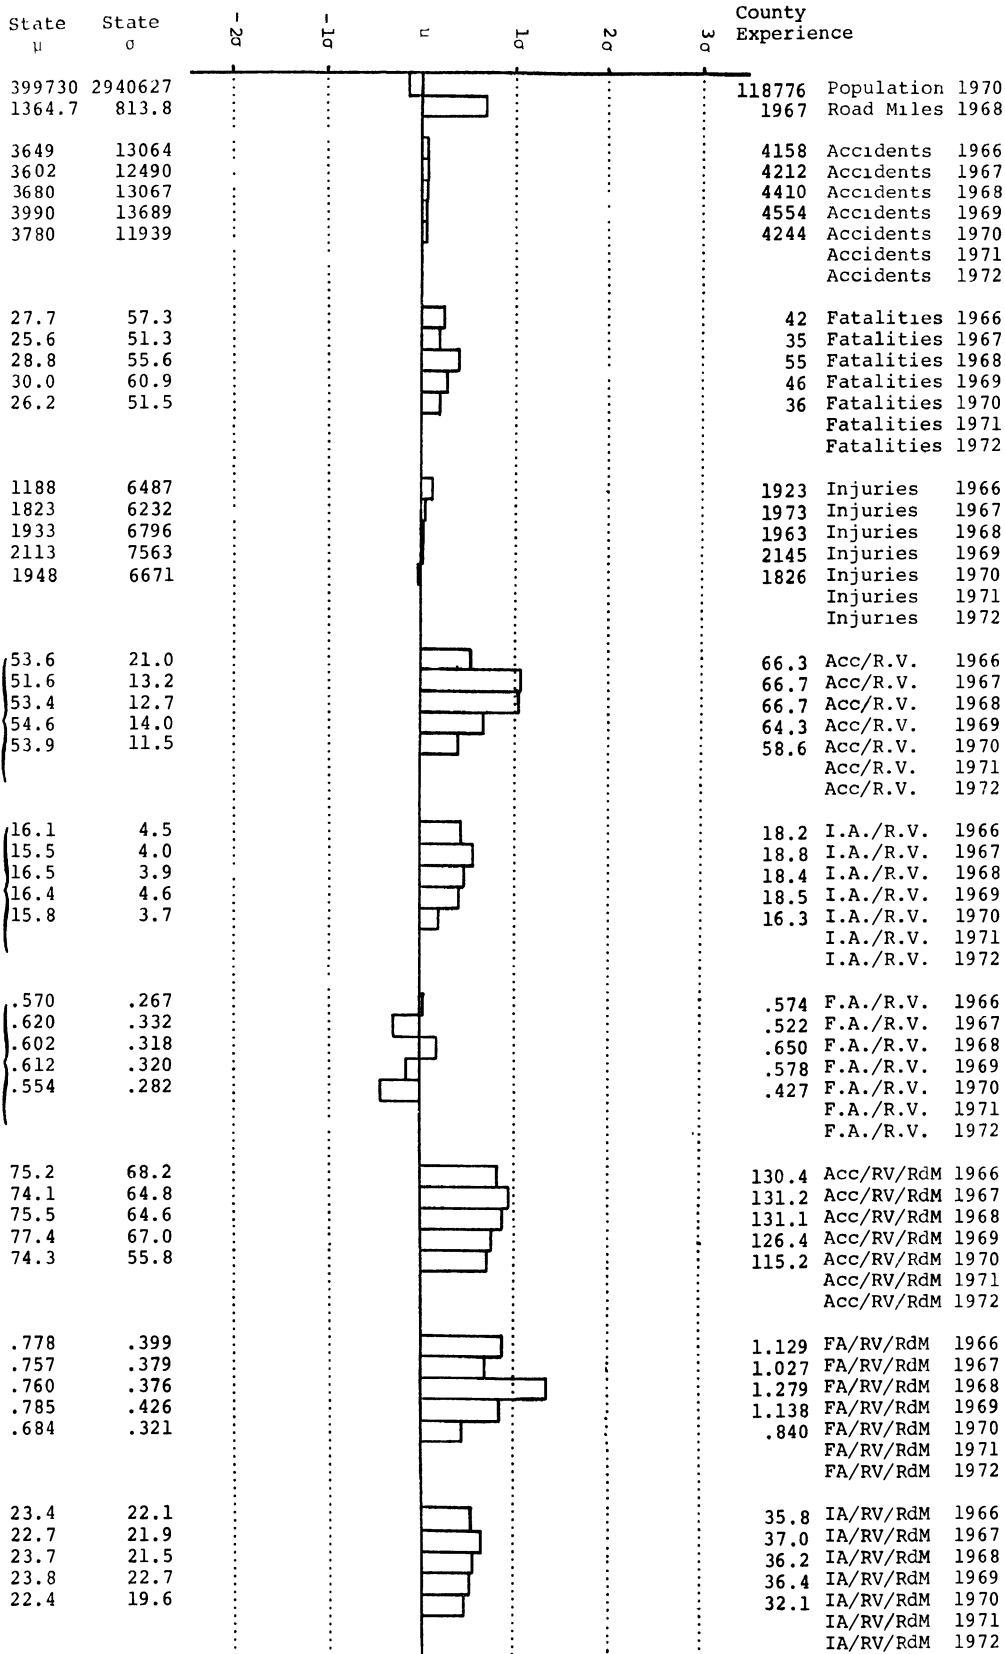 State State -2σ -1σ μ 1σ 2σ 3σ County
μ σ Experience
399730 2940627 118776 Population 1970
1364.7 813.8 1967 Road Miles 1968
3649 13064 4158 Accidents 1966
3602 12490 4212 Accidents 1967
3680 13067 4410 Accidents 1968
3990 13689 4554 Accidents 1969
3780 11939 4244 Accidents 1970
Accidents 1971
Accidents 1972
27.7 57.3 42 Fatalities 1966
25.6 51.3 35 Fatalities 1967
28.8 55.6 55 Fatalities 1968
30.0 60.9 46 Fatalities 1969
26.2 51.5 36 Fatalities 1970
Fatalities 1971
Fatalities 1972
1188 6487 1923 Injuries 1966
1823 6232 1973 Injuries 1967
1933 6796 1963 Injuries 1968
2113 7563 2145 Injuries 1969
1948 6671 1826 Injuries 1970
Injuries 1971
Injuries 1972
53.6 21.0 66.3 Acc/R.V. 1966
51.6 13.2 66.7 Acc/R.V. 1967
53.4 12.7 66.7 Acc/R.V. 1968
54.6 14.0 64.3 Acc/R.V. 1969
53.9 11.5 58.6 Acc/R.V. 1970
Acc/R.V. 1971
Acc/R.V. 1972
16.1 4.5 18.2 I.A./R.V. 1966
15.5 4.0 18.8 I.A./R.V. 1967
16.5 3.9 18.4 I.A./R.V. 1968
16.4 4.6 18.5 I.A./R.V. 1969
15.8 3.7 16.3 I.A./R.V. 1970
I.A./R.V. 1971
I.A./R.V. 1972
.570 .267 .574 F.A./R.V. 1966
.620 .332 .522 F.A./R.V. 1967
.602 .318 .650 F.A./R.V. 1968
.612 .320 .578 F.A./R.V. 1969
.554 .282 .427 F.A./R.V. 1970
F.A./R.V. 1971
F.A./R.V. 1972
75.2 68.2 130.4 Acc/RV/RdM 1966
74.1 64.8 131.2 Acc/RV/RdM 1967
75.5 64.6 131.1 Acc/RV/RdM 1968
77.4 67.0 126.4 Acc/RV/RdM 1969
74.3 55.8 115.2 Acc/RV/RdM 1970
Acc/RV/RdM 1971
Acc/RV/RdM 1972
.778 .399 1.129 FA/RV/RdM 1966
.757 .379 1.027 FA/RV/RdM 1967
.760 .376 1.279 FA/RV/RdM 1968
.785 .426 1.138 FA/RV/RdM 1969
.684 .321 .840 FA/RV/RdM 1970
FA/RV/RdM 1971
FA/RV/RdM 1972
23.4 22.1 35.8 IA/RV/RdM 1966
22.7 21.9 37.0 IA/RV/RdM 1967
23.7 21.5 36.2 IA/RV/RdM 1968
23.8 22.7 36.4 IA/RV/RdM 1969
22.4 19.6 32.1 IA/RV/RdM 1970
IA/RV/RdM 1971
IA/RV/RdM 1972